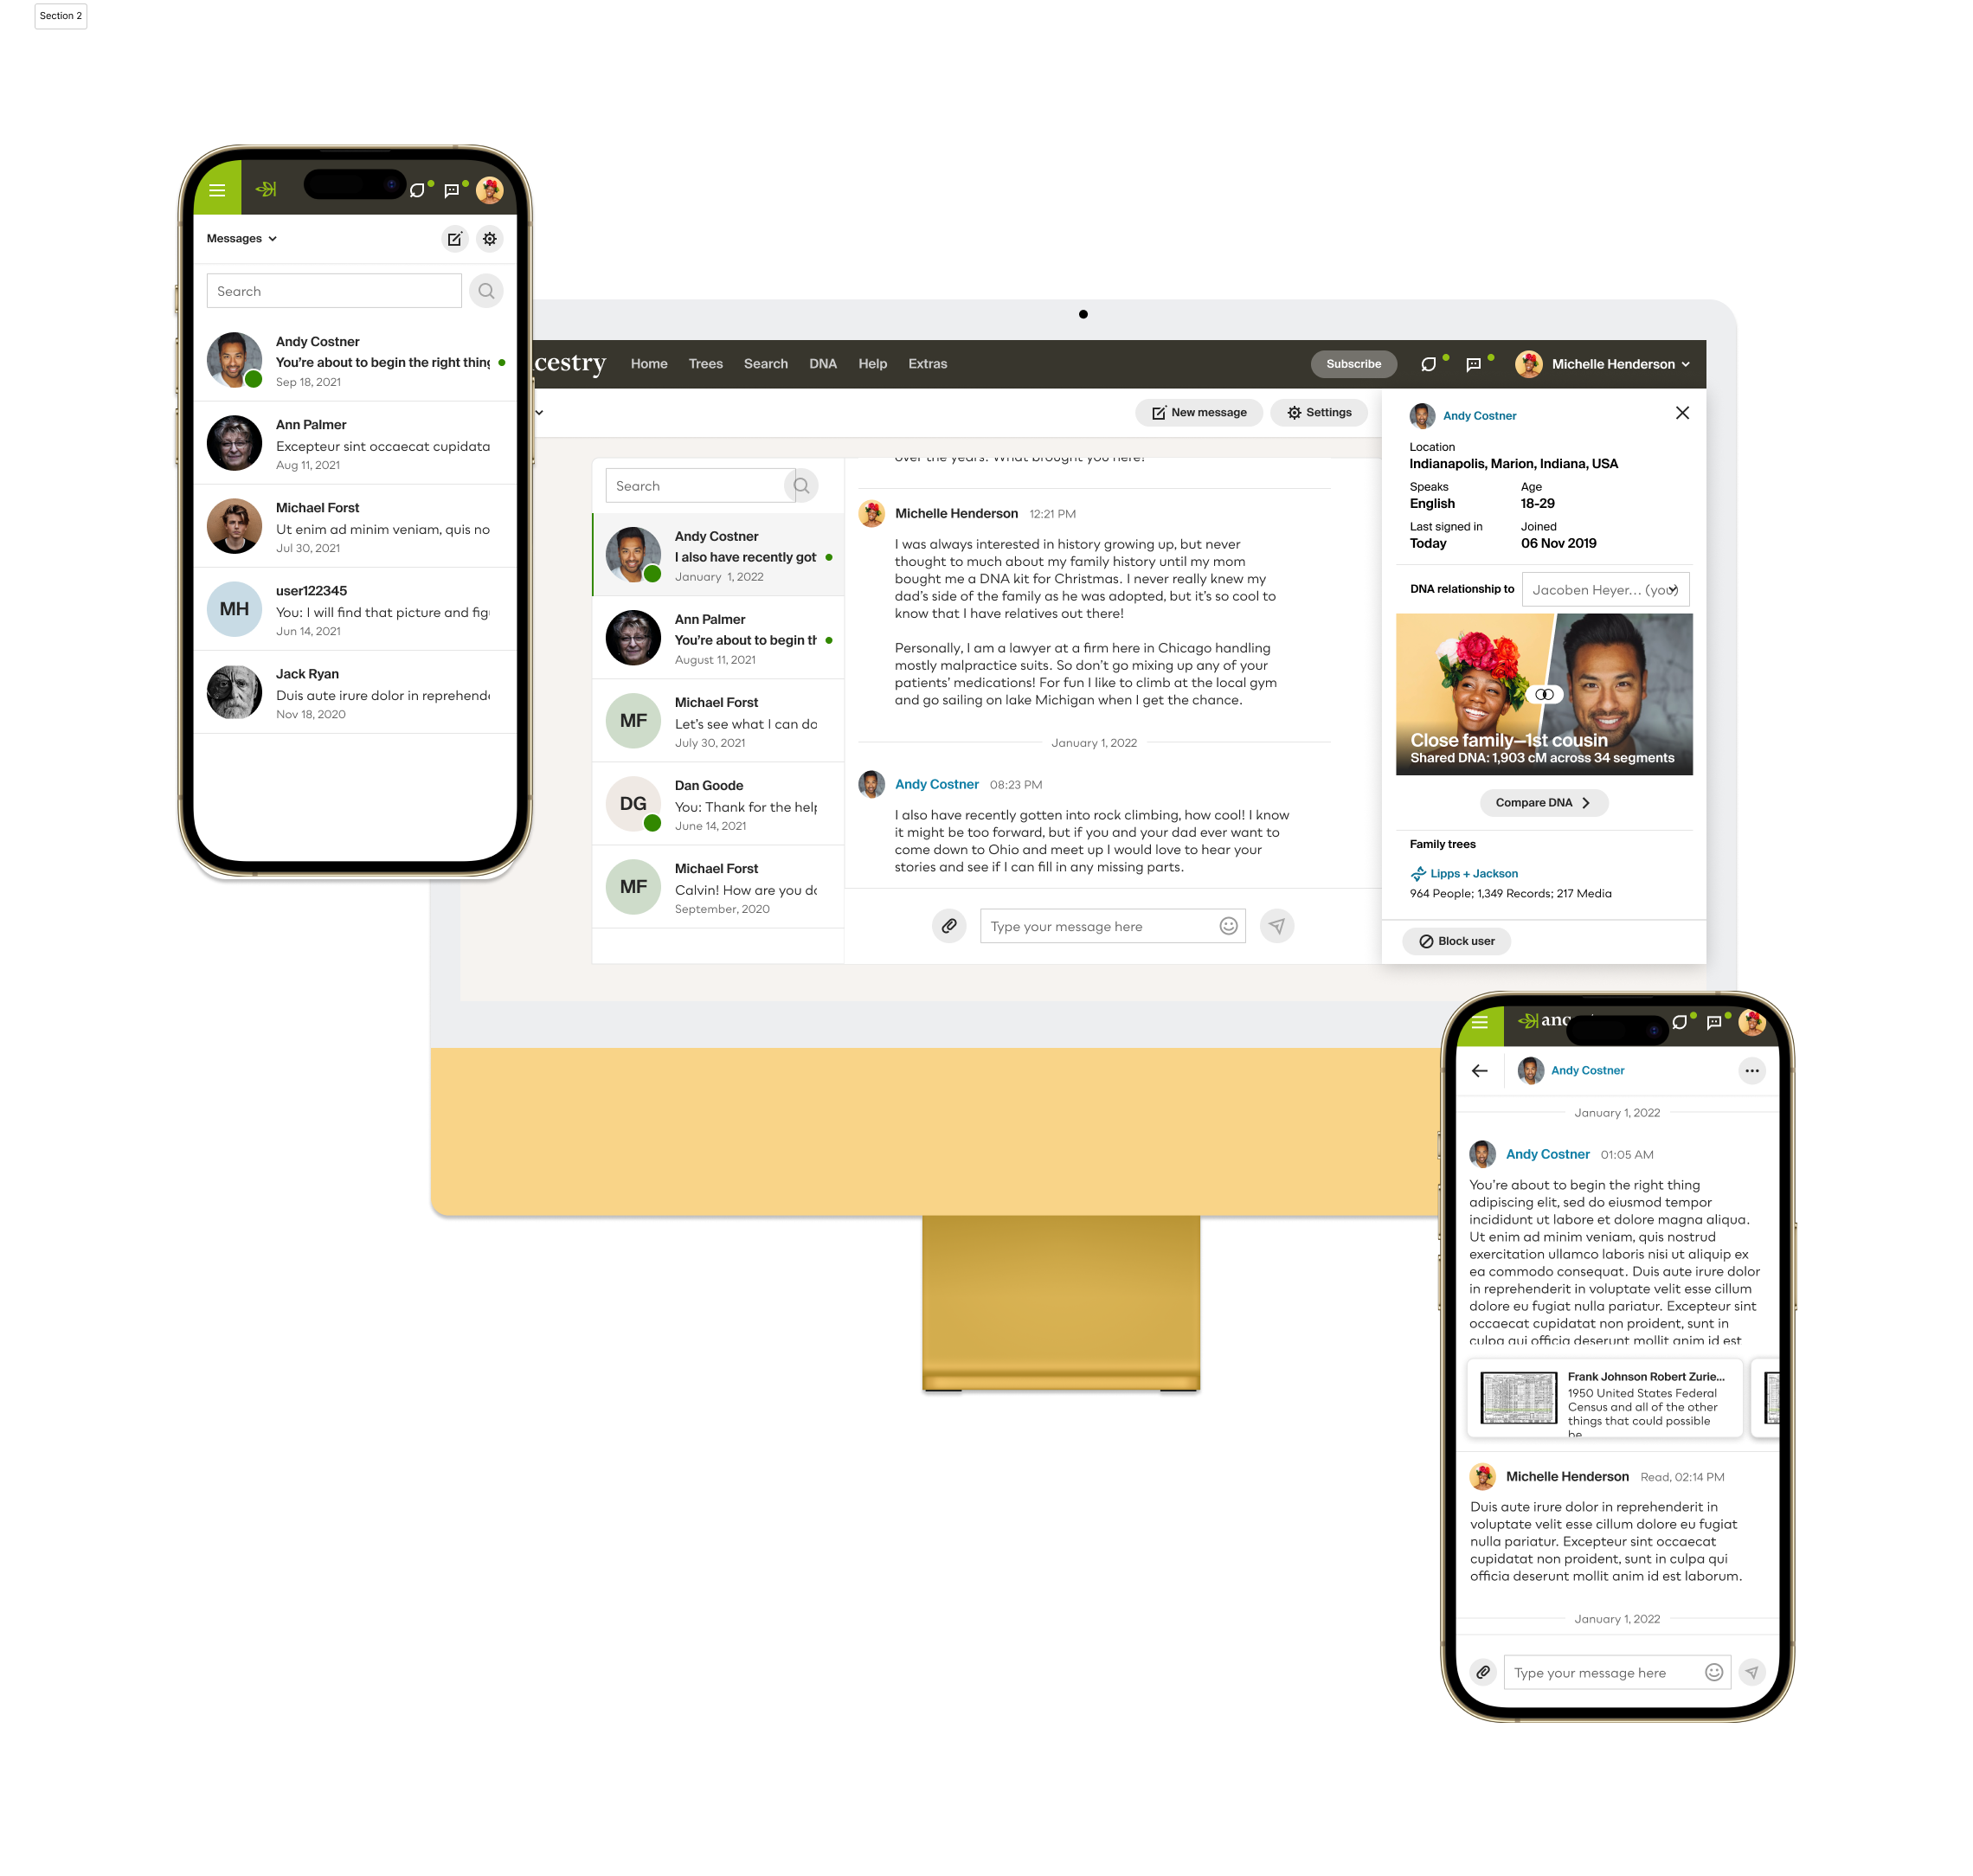 Section 2
Messages
Search
Andy Costner
You're about to begin the right thing
Sep 18, 2021
Ann Palmer
Excepteur sint occaecat cupidata
Aug 11, 2021
Michael Forst
Ut enim ad minim veniam, quis no
Jul 30, 2021
MH
user122345
You: I will find that picture and fig
Jun 14, 2021
Jack Ryan
Duis aute irure dolor in reprehende
Nov 18, 2020
cestry
Home Trees Search DNA Help Extras
Subscribe
Michelle Henderson
New message
Settings
Search
Andy Costner
I also have recently got
January 1, 2022
Ann Palmer
You're about to begin th
August 11, 2021
MF
Michael Forst
Let's see what I can do
July 30, 2021
DG
Dan Goode
You: Thank for the help
June 14, 2021
MF
Michael Forst
Calvin! How are you do
September, 2020
over the years! What brought you here!
Michelle Henderson 12:21 PM
I was always interested in history growing up, but never
thought to much about my family history until my mom
bought me a DNA kit for Christmas. I never really knew my
dad's side of the family as he was adopted, but it's so cool to
know that I have relatives out there!
Personally, I am a lawyer at a firm here in Chicago handling
mostly malpractice suits. So don't go mixing up any of your
patients' medications! For fun I like to climb at the local gym
and go sailing on lake Michigan when I get the chance.
January 1, 2022
Andy Costner 08:23 PM
I also have recently gotten into rock climbing, how cool! I know
it might be too forward, but if you and your dad ever want to
come down to Ohio and meet up I would love to hear your
stories and see if I can fill in any missing parts.
Type your message here
Andy Costner
Location
Indianapolis, Marion, Indiana, USA
Speaks Age
English 18-29
Last signed in Joined
Today 06 Nov 2019
DNA relationship to Jacoben Heyer... (you)
Close family—1st cousin
Shared DNA: 1,903 cM across 34 segments
Compare DNA
Family trees
Lipps + Jackson
964 People; 1,349 Records; 217 Media
Block user
anc
Andy Costner
January 1, 2022
Andy Costner 01:05 AM
You're about to begin the right thing
adipiscing elit, sed do eiusmod tempor
incididunt ut labore et dolore magna aliqua.
Ut enim ad minim veniam, quis nostrud
exercitation ullamco laboris nisi ut aliquip ex
ea commodo consequat. Duis aute irure dolor
in reprehenderit in voluptate velit esse cillum
dolore eu fugiat nulla pariatur. Excepteur sint
occaecat cupidatat non proident, sunt in
culpa qui officia deserunt mollit anim id est
Frank Johnson Robert Zurie...
1950 United States Federal
Census and all of the other
things that could possible
be
Michelle Henderson Read, 02:14 PM
Duis aute irure dolor in reprehenderit in
voluptate velit esse cillum dolore eu fugiat
nulla pariatur. Excepteur sint occaecat
cupidatat non proident, sunt in culpa qui
officia deserunt mollit anim id est laborum.
January 1, 2022
Type your message here